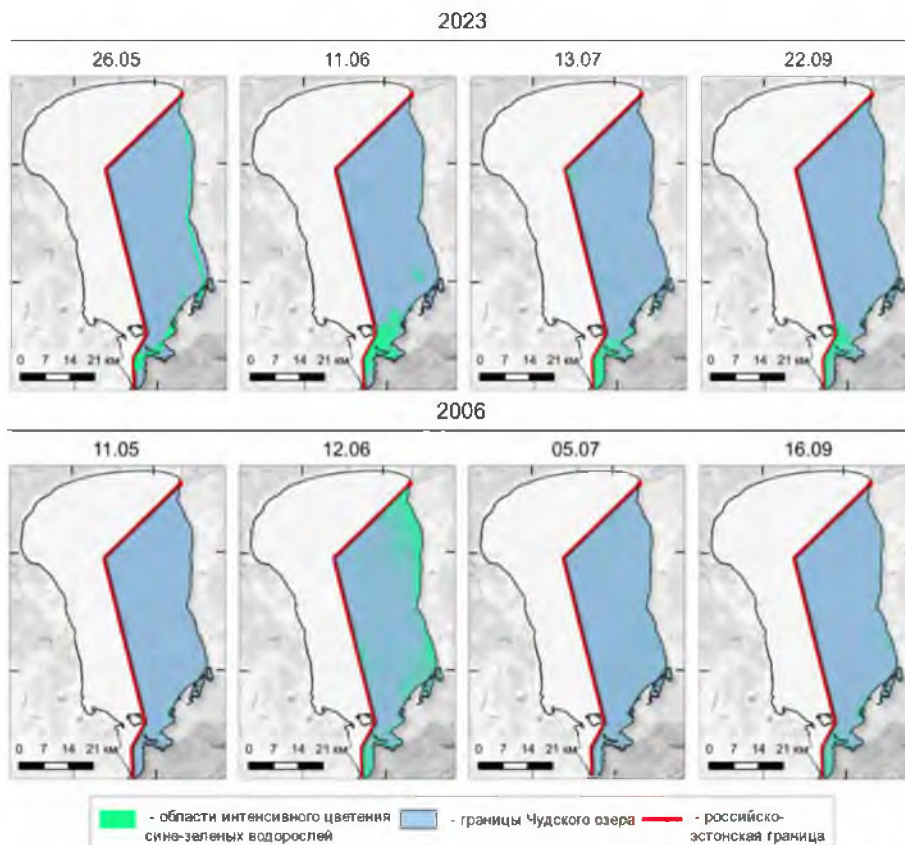 2023
26.05 11.06 13.07 22.09
0 7 14 21 км 0 7 14 21 км 0 7 14 21 км 0 7 14 21 км
2006
11.05 12.06 05.07 16.09
0 7 14 21 км 0 7 14 21 км 0 7 14 21 км 0 7 14 21 км
- области интенсивного цветения - границы Чудского озера - российско-
сине-зеленых водорослей эстонская граница